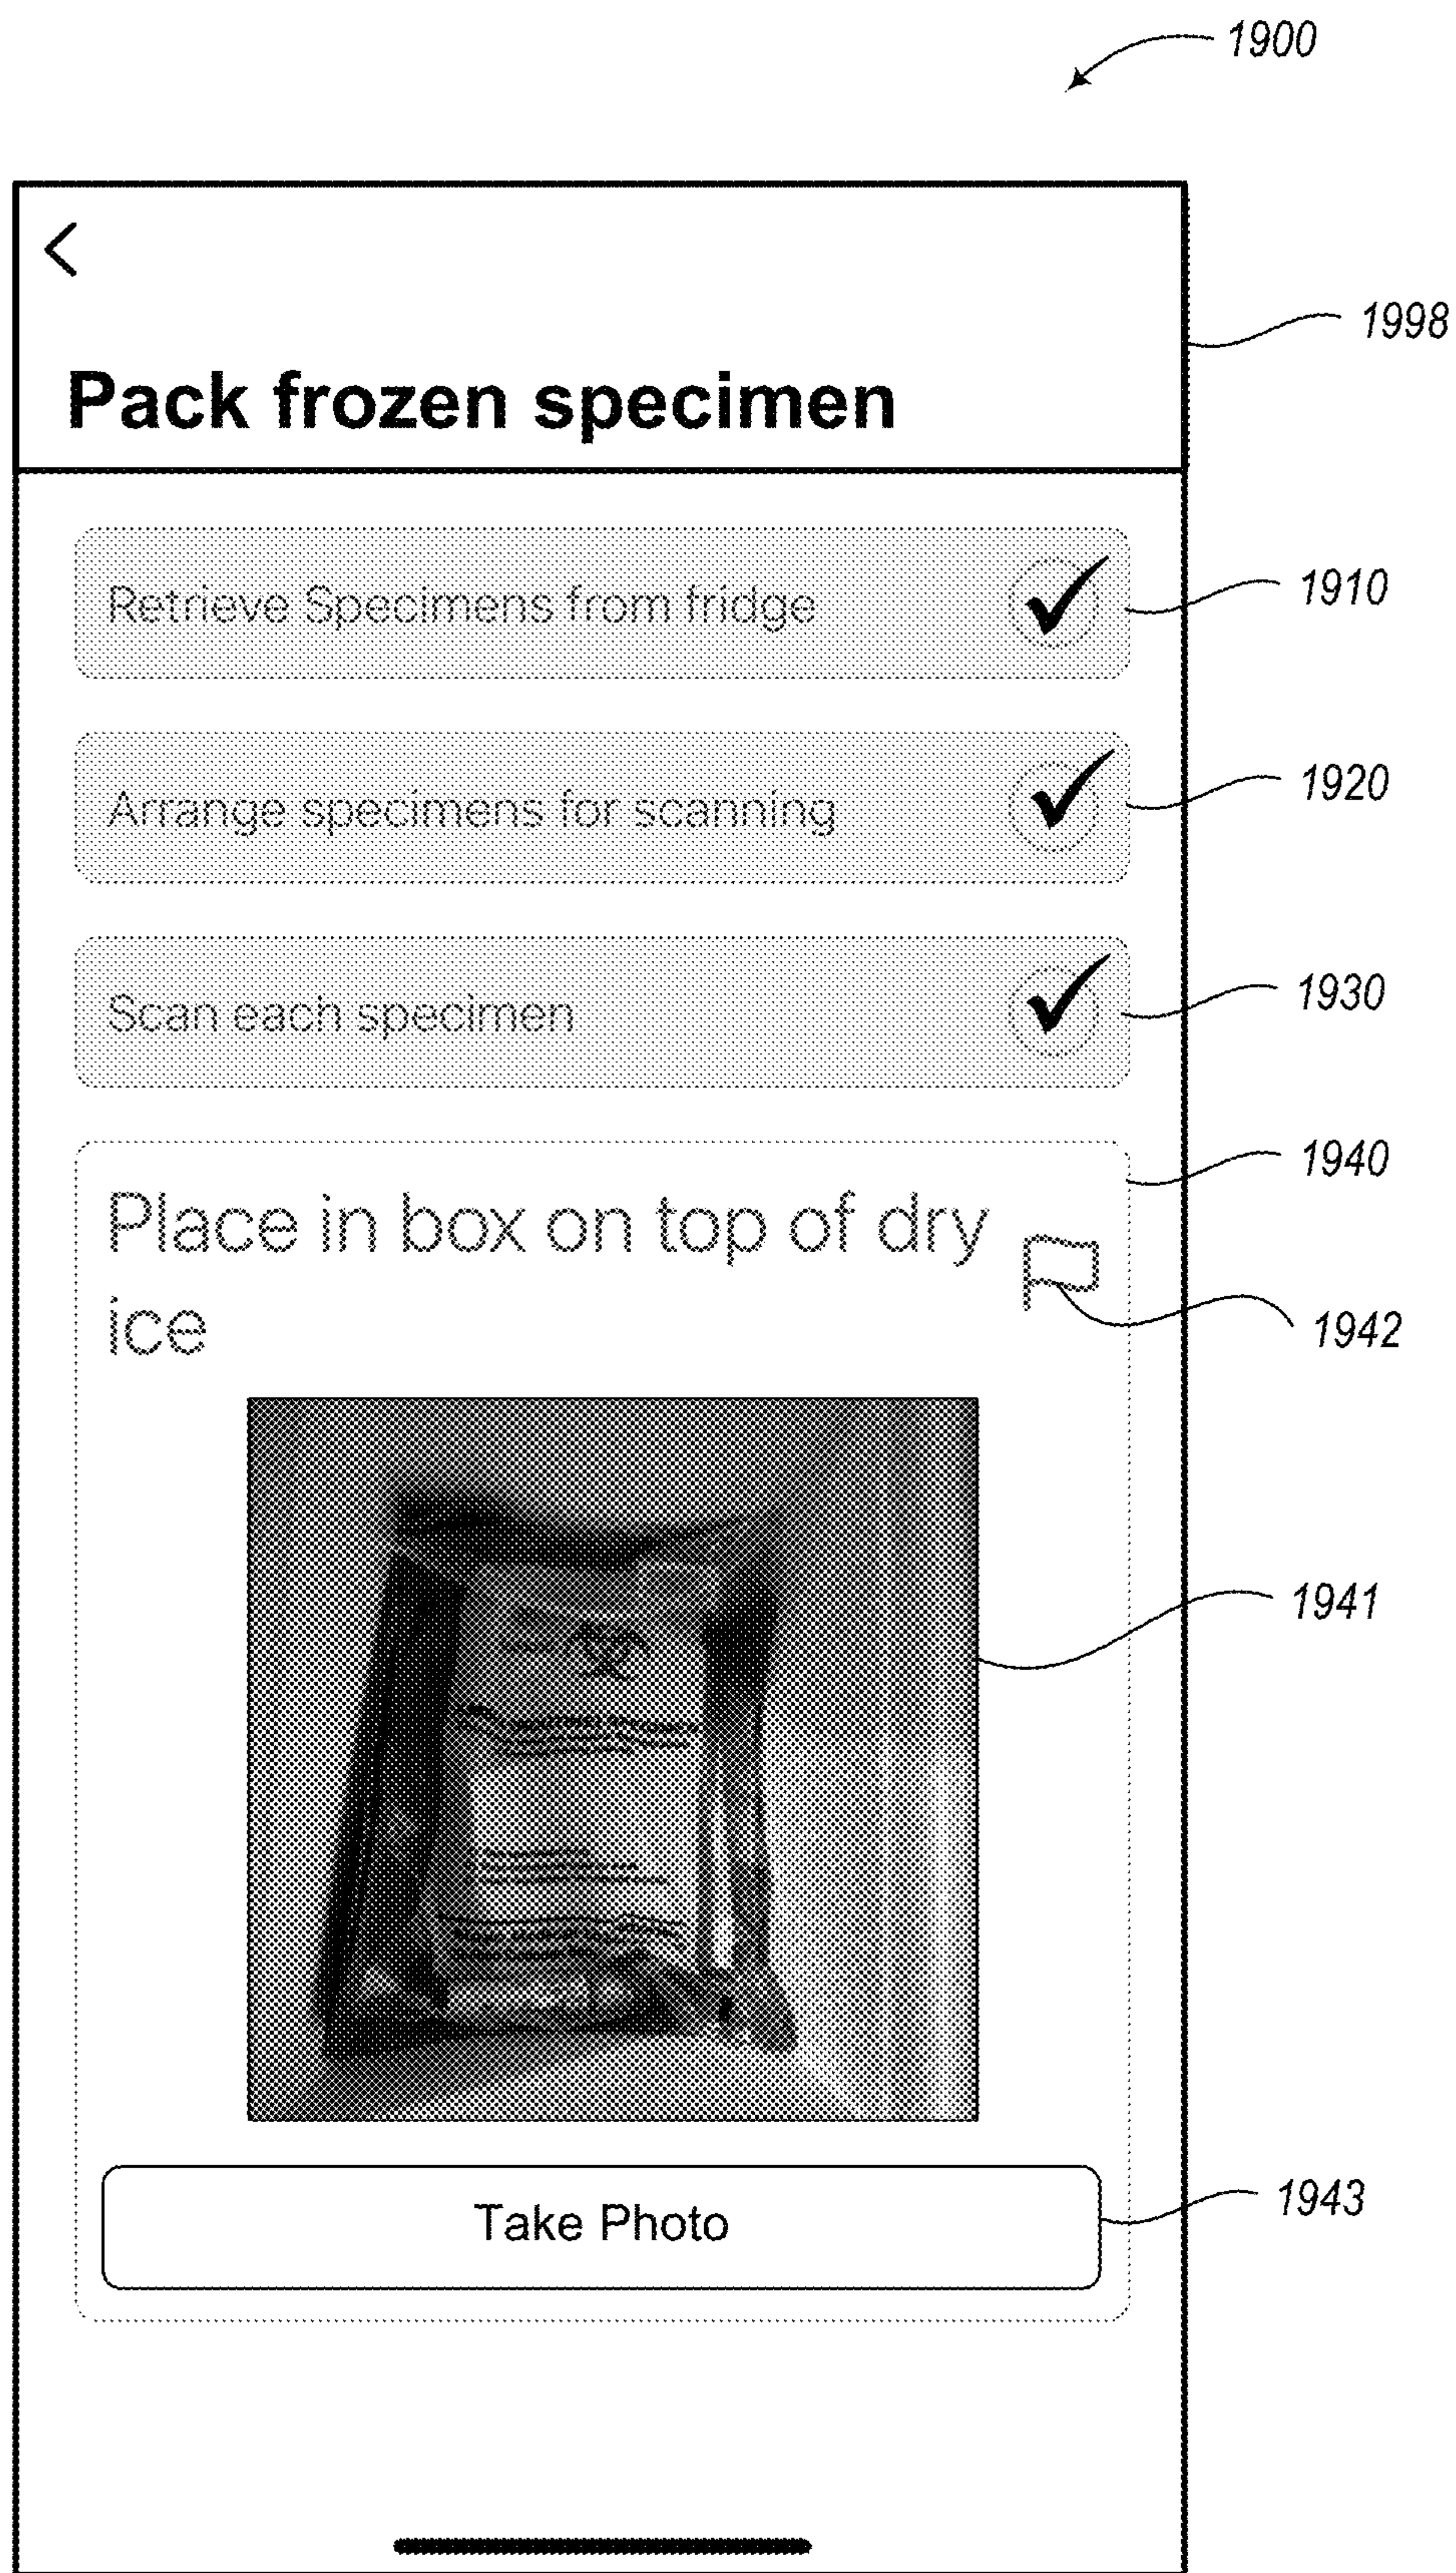 1900
1998
Pack frozen specimen
Retrieve Specimens from fridge
1910
Arrange specimens for scanning
1920
Scan each specimen
1930
1940
Place in box on top of dry
ice
1942
1941
Take Photo
1943